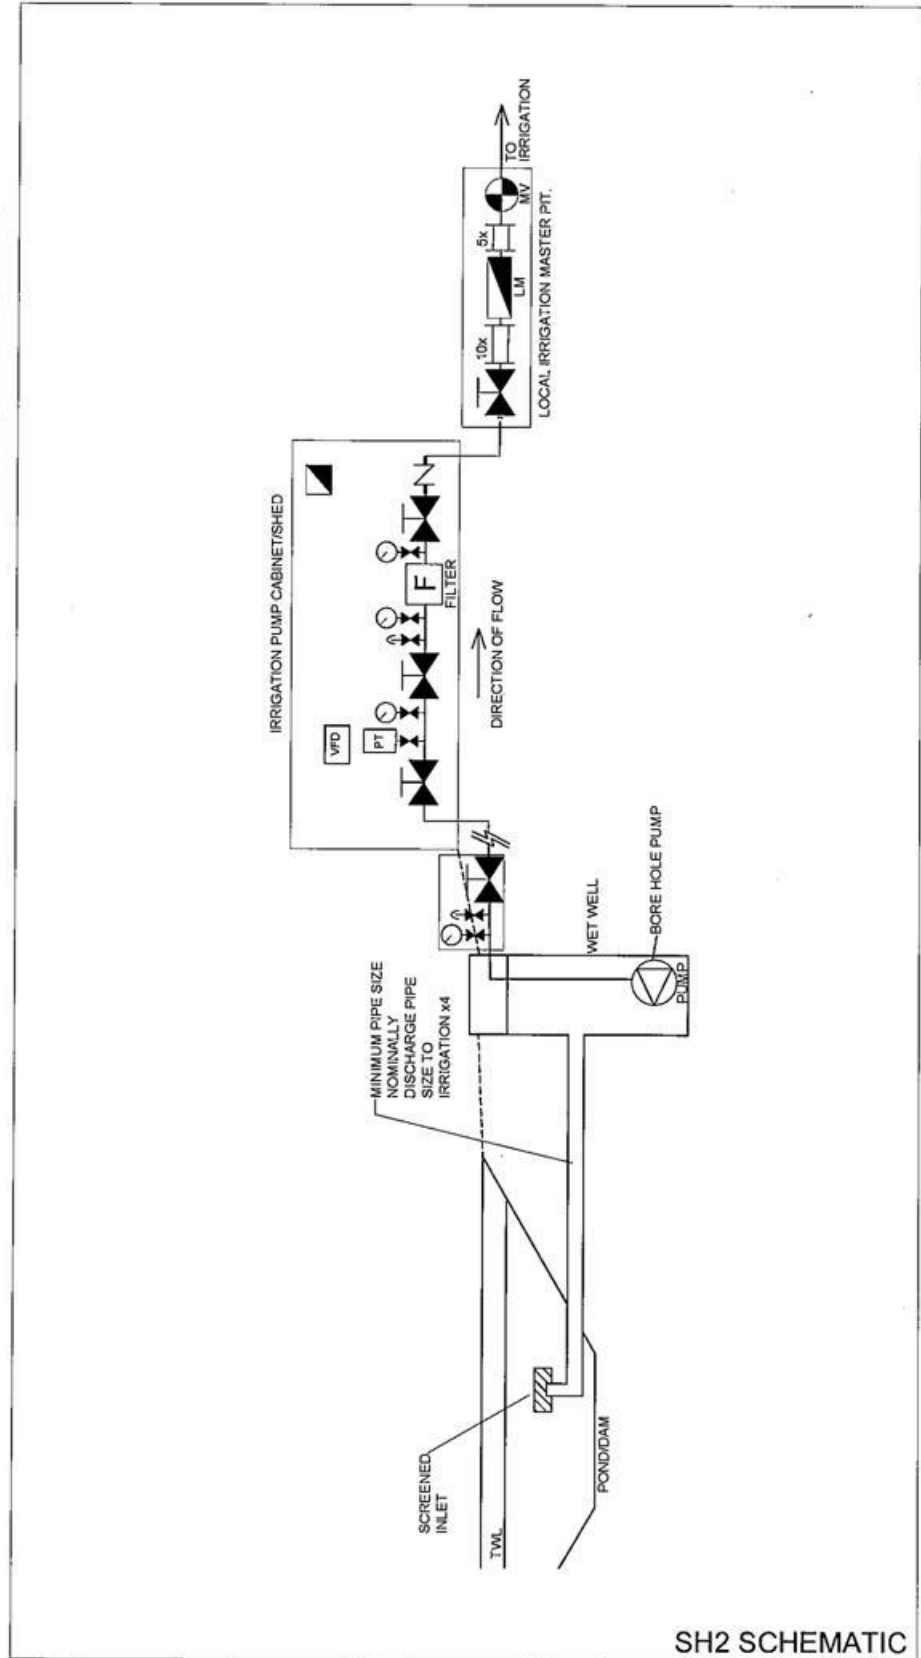 SCREENED
INLET
TWL
POND/DAM
MINIMUM PIPE SIZE
NOMINALLY
DISCHARGE PIPE
SIZE TO
IRRIGATION x4
WET WELL
PUMP
BORE HOLE PUMP
IRRIGATION PUMP CABINET/SHED
VFD
PT
F
FILTER
DIRECTION OF FLOW
10x
LM
5x
MV
TO
IRRIGATION
LOCAL IRRIGATION MASTER PIT.
SH2 SCHEMATIC